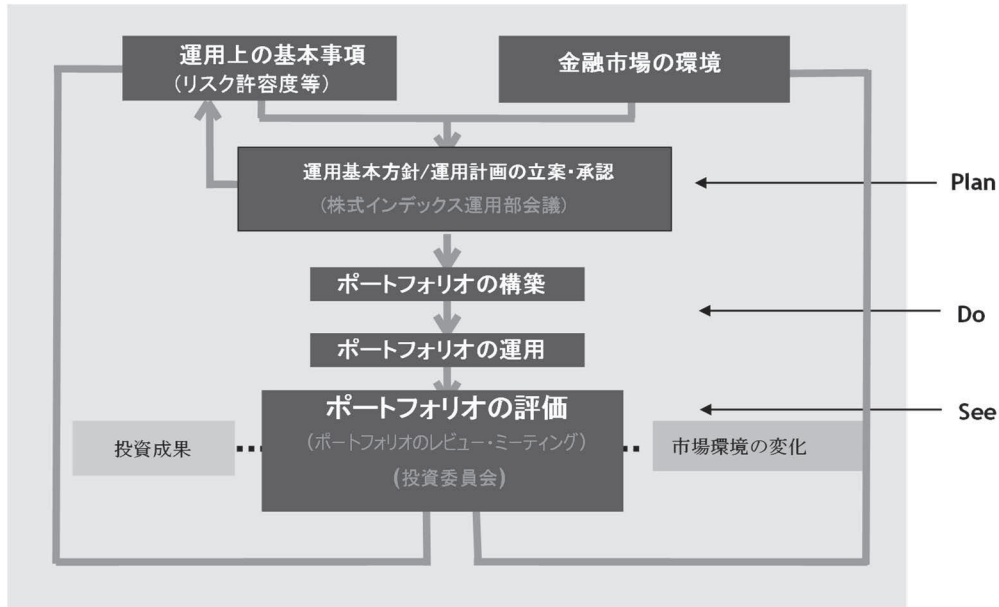 運用上の基本事項
(リスク許容度等)
金融市場の環境
運用基本方針/運用計画の立案・承認
(株式インデックス運用部会議)
Plan
ポートフォリオの構築
Do
ポートフォリオの運用
ポートフォリオの評価
(ポートフォリオのレビュー・ミーティング)
(投資委員会)
See
投資成果
市場環境の変化